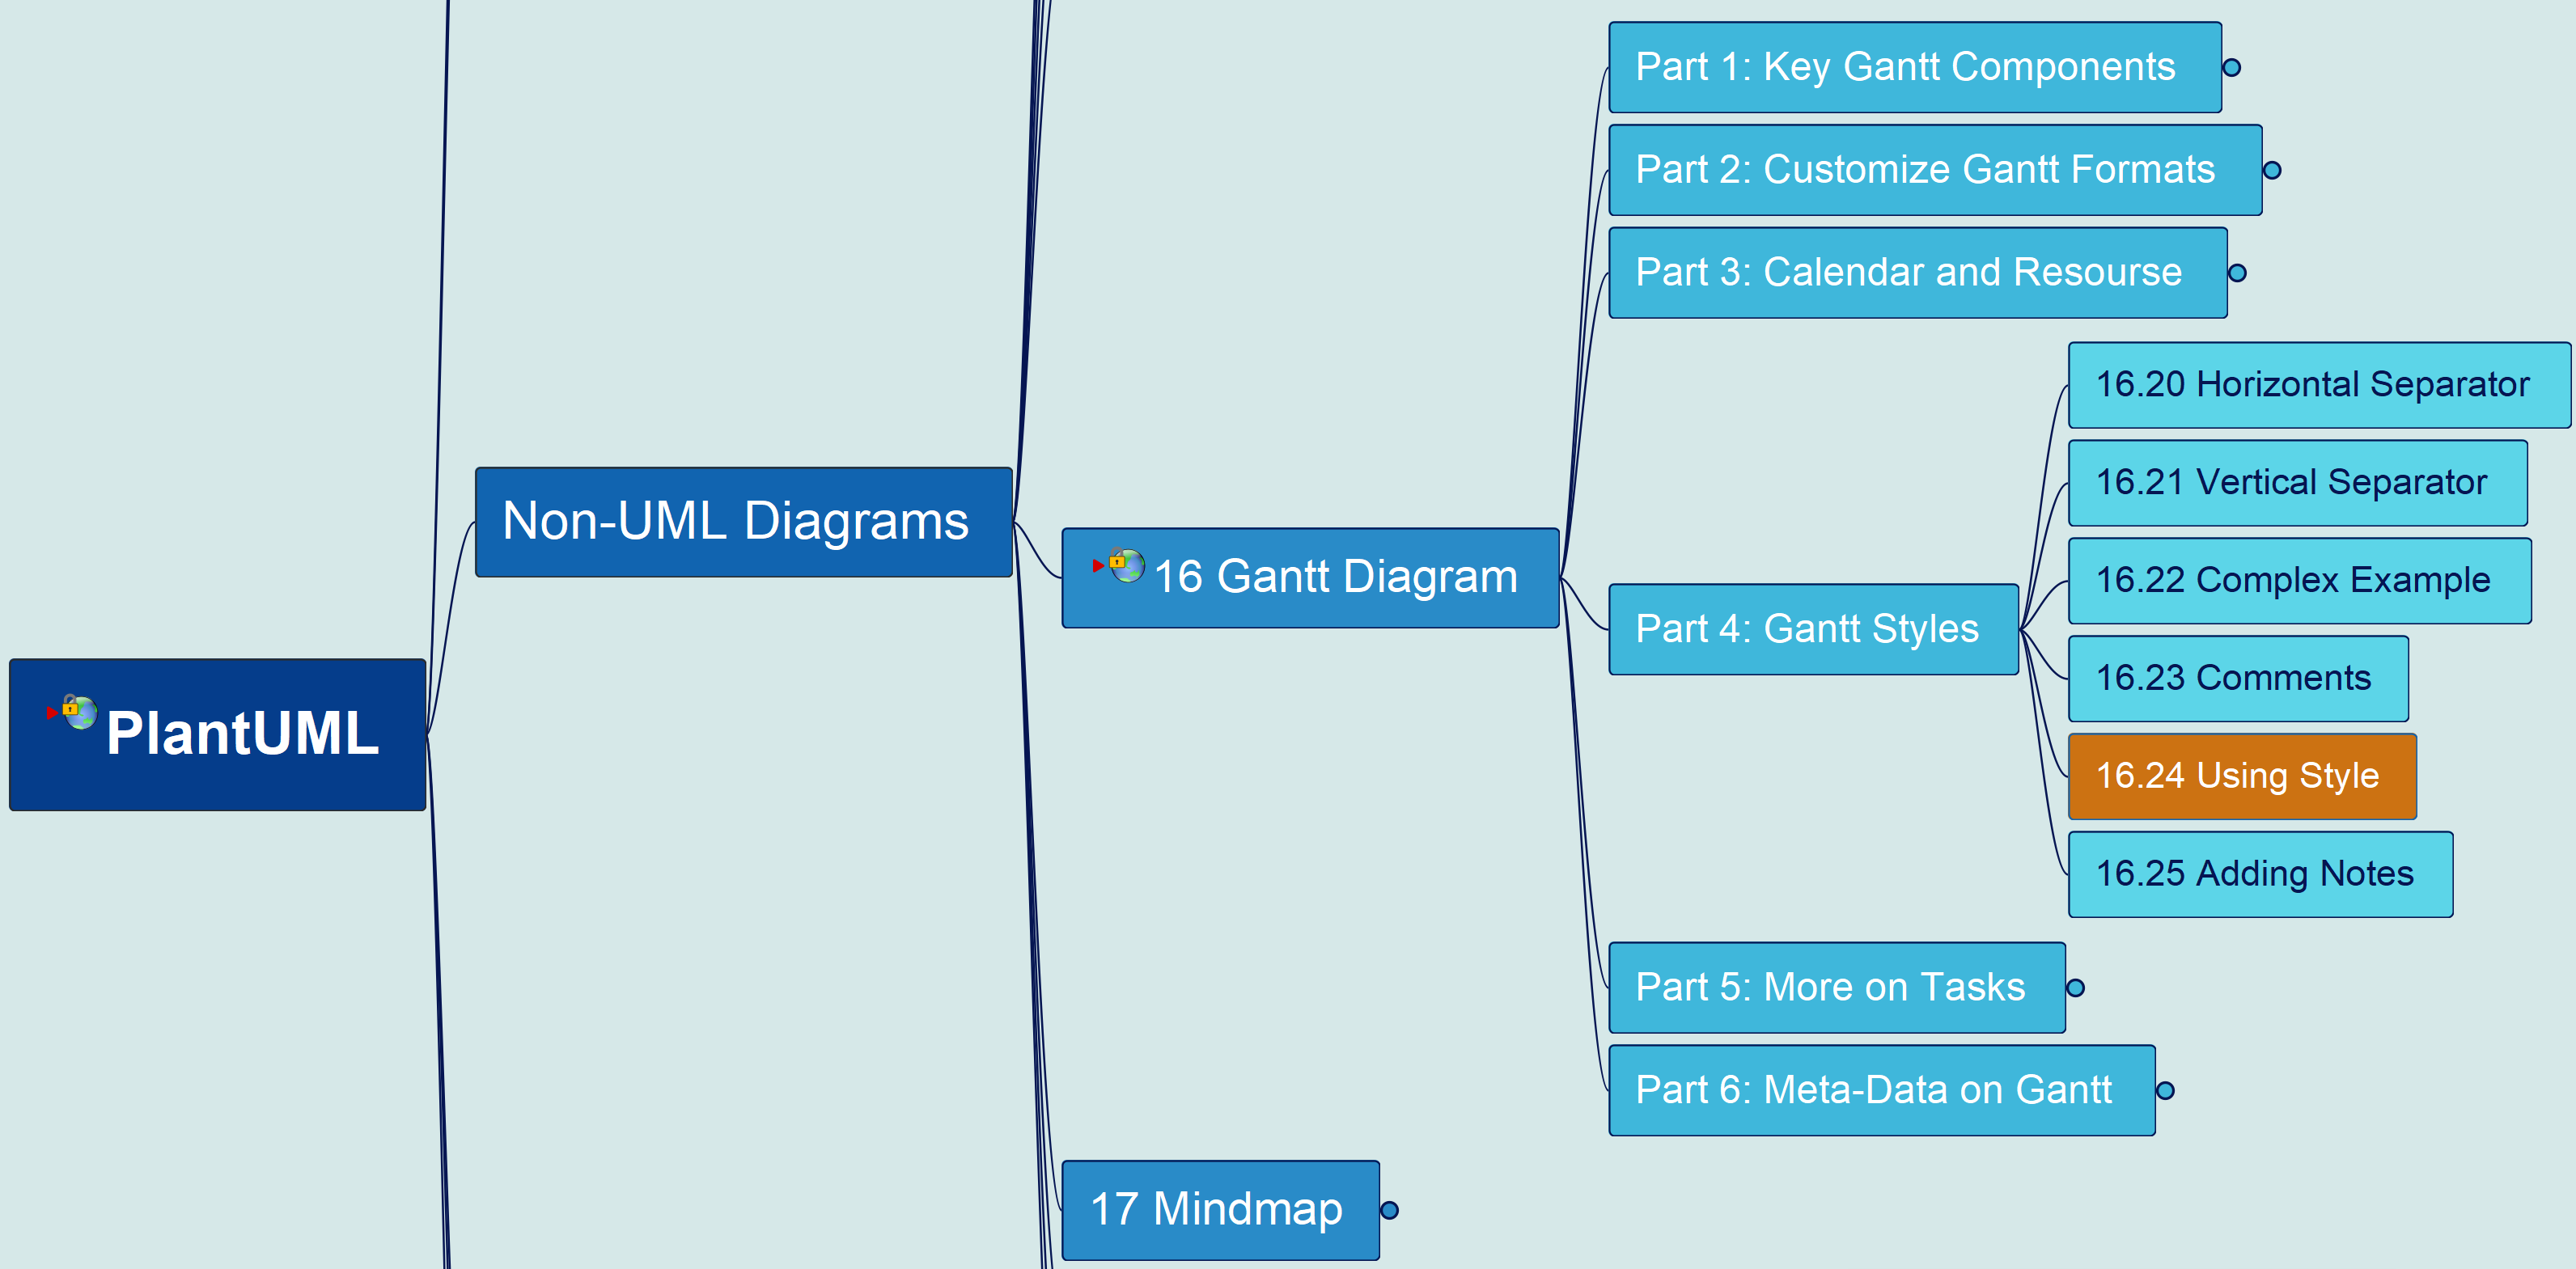 PlantUML
Non-UML Diagrams
16 Gantt Diagram
Part 1: Key Gantt Components
Part 2: Customize Gantt Formats
Part 3: Calendar and Resourse
Part 4: Gantt Styles
16.20 Horizontal Separator
16.21 Vertical Separator
16.22 Complex Example
16.23 Comments
16.24 Using Style
16.25 Adding Notes
Part 5: More on Tasks
Part 6: Meta-Data on Gantt
17 Mindmap